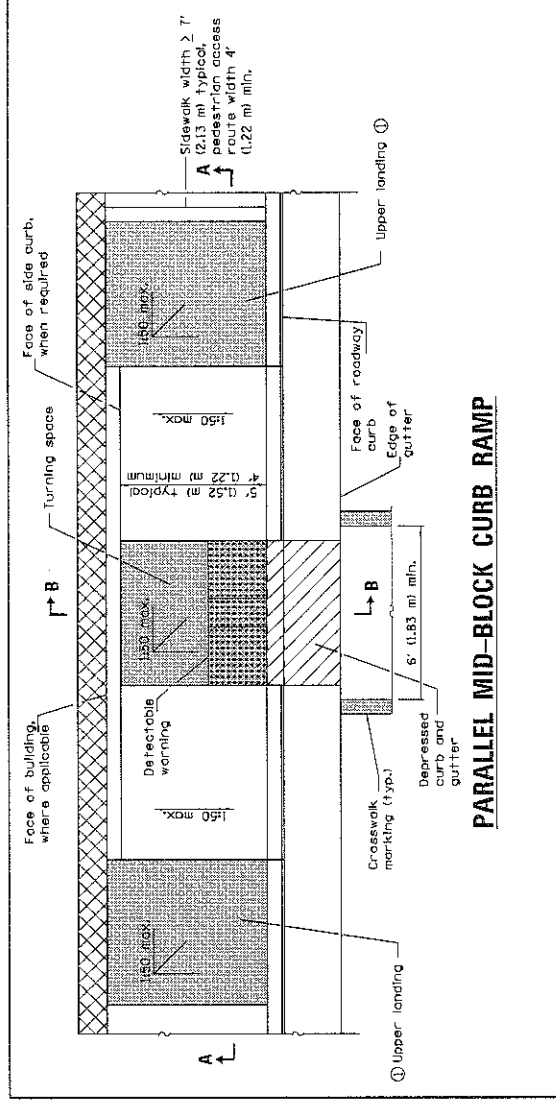 Face of building,
where applicable
B
Turning space
Face of side curb,
when required
Sidewalk width ≥ 7'
(2.13 m) typical,
pedestrian access
route width 4'
(1.22 m) min.
A
A
1:50 max.
1:50 max.
1:50 max.
1:50 max.
1:50 max.
5' (1.52 m) typical
4' (1.22 m) minimum
Detectable
warning
① Upper landing
Upper landing ①
Crosswalk
marking (typ.)
Depressed
curb and
gutter
6' (1.83 m) min.
B
Edge of
gutter
Face of roadway
curb
PARALLEL MID-BLOCK CURB RAMP